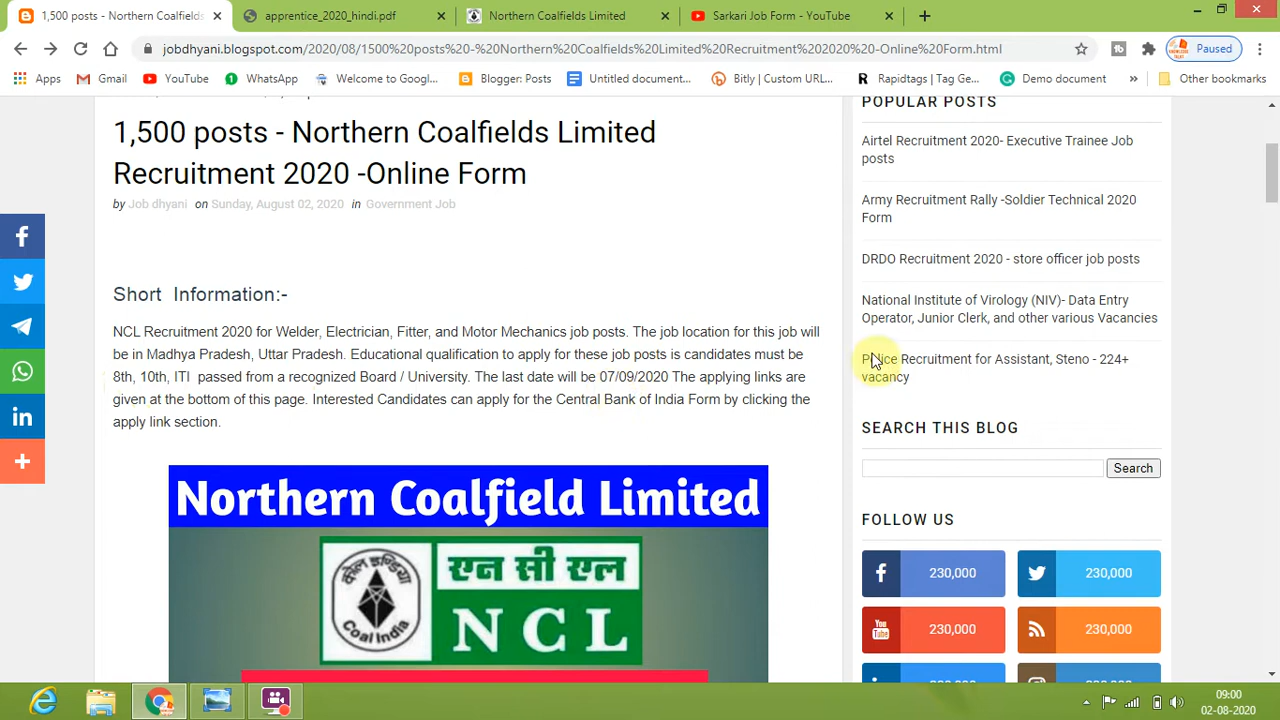 1,500 posts - Northern Coalfields
apprentice_2020_hindi.pdf
Northern Coalfields Limited
Sarkari Job Form - YouTube
jobdhyani.blogspot.com/2020/08/1500%20posts%20-%20Northern%20Coalfields%20Limited%20Recruitment%202020%20-Online%20Form.html
Paused
Apps
Gmail
YouTube
WhatsApp
Welcome to Googl...
Blogger: Posts
Untitled document...
Bitly | Custom URL...
Rapidtags | Tag Ge...
Demo document
»
Other bookmarks
1,500 posts - Northern Coalfields Limited
Recruitment 2020 -Online Form
by Job dhyani on Sunday, August 02, 2020 in Government Job
Short Information:-
NCL Recruitment 2020 for Welder, Electrician, Fitter, and Motor Mechanics job posts. The job location for this job will
be in Madhya Pradesh, Uttar Pradesh. Educational qualification to apply for these job posts is candidates must be
8th, 10th, ITI passed from a recognized Board / University. The last date will be 07/09/2020 The applying links are
given at the bottom of this page. Interested Candidates can apply for the Central Bank of India Form by clicking the
apply link section.
Northern Coalfield Limited
कोल इण्डिया
Coal India
एन सी एल
NCL
POPULAR POSTS
Airtel Recruitment 2020- Executive Trainee Job
posts
Army Recruitment Rally -Soldier Technical 2020
Form
DRDO Recruitment 2020 - store officer job posts
National Institute of Virology (NIV)- Data Entry
Operator, Junior Clerk, and other various Vacancies
Police Recruitment for Assistant, Steno - 224+
vacancy
SEARCH THIS BLOG
Search
FOLLOW US
230,000
230,000
You Tube
230,000
230,000
09:00
02-08-2020